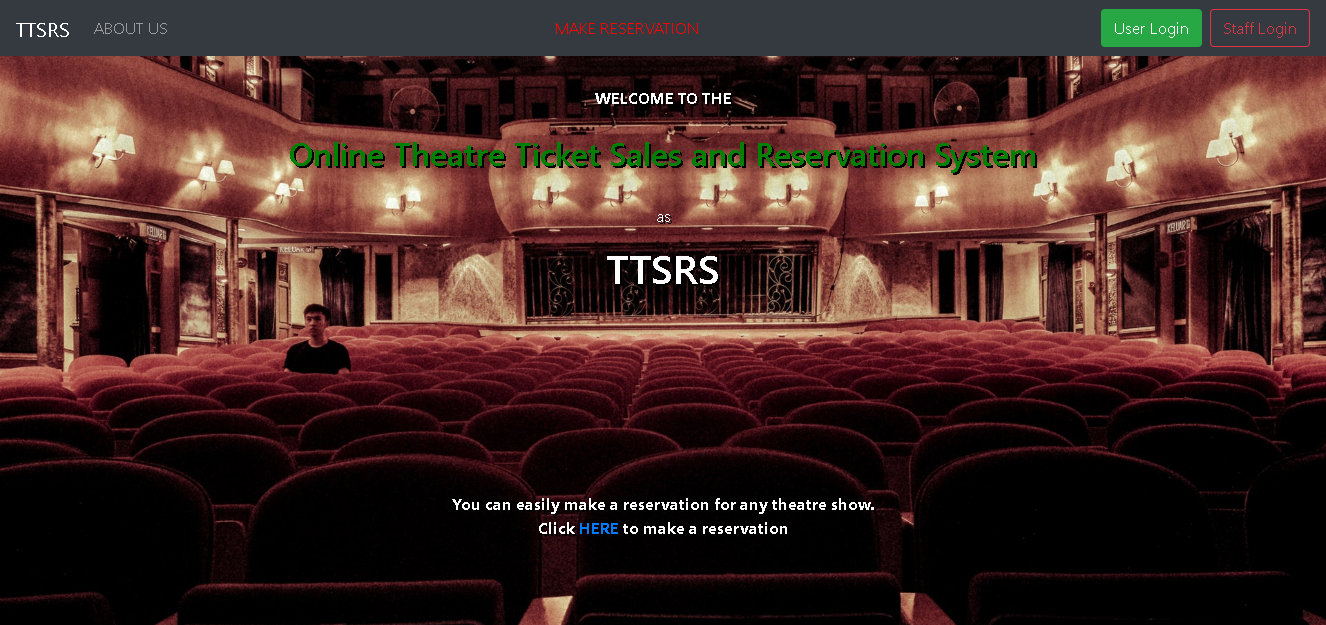 TTSRS ABOUT US MAKE RESERVATION User Login Staff Login
WELCOME TO THE
Online Theatre Ticket Sales and Reservation System
as
TTSRS
You can easily make a reservation for any theatre show.
Click HERE to make a reservation